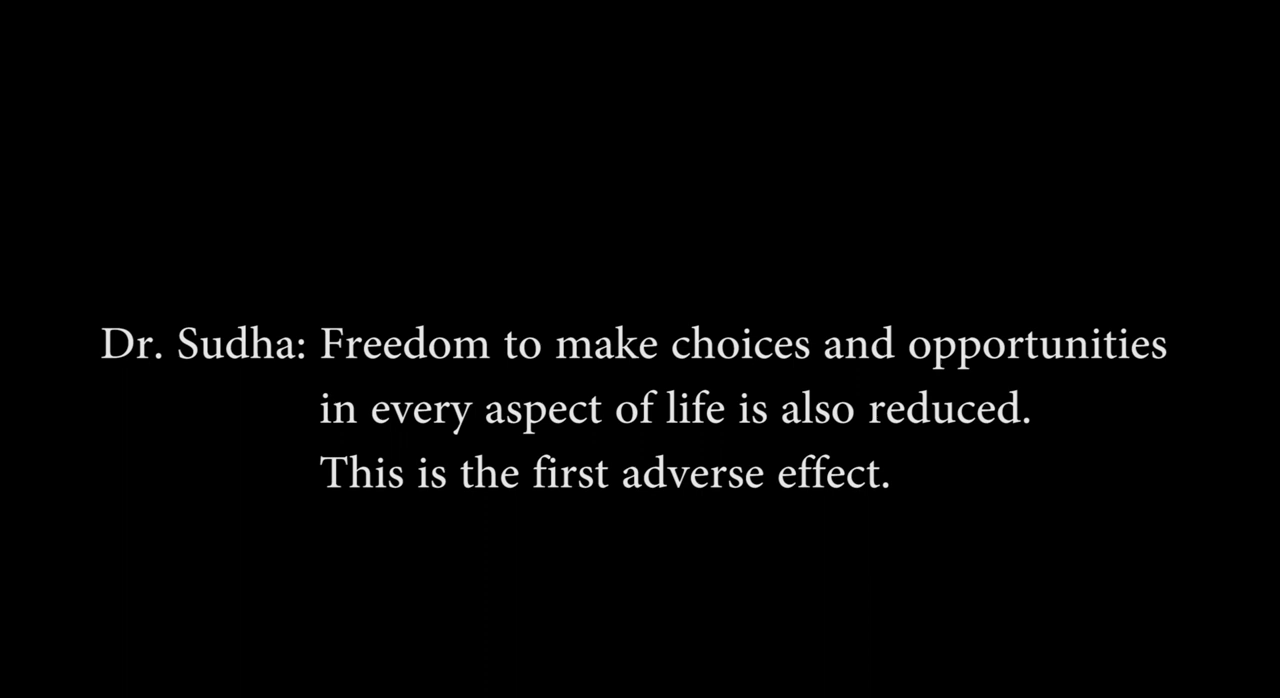 Dr. Sudha: Freedom to make choices and opportunities
in every aspect of life is also reduced.
This is the first adverse effect.